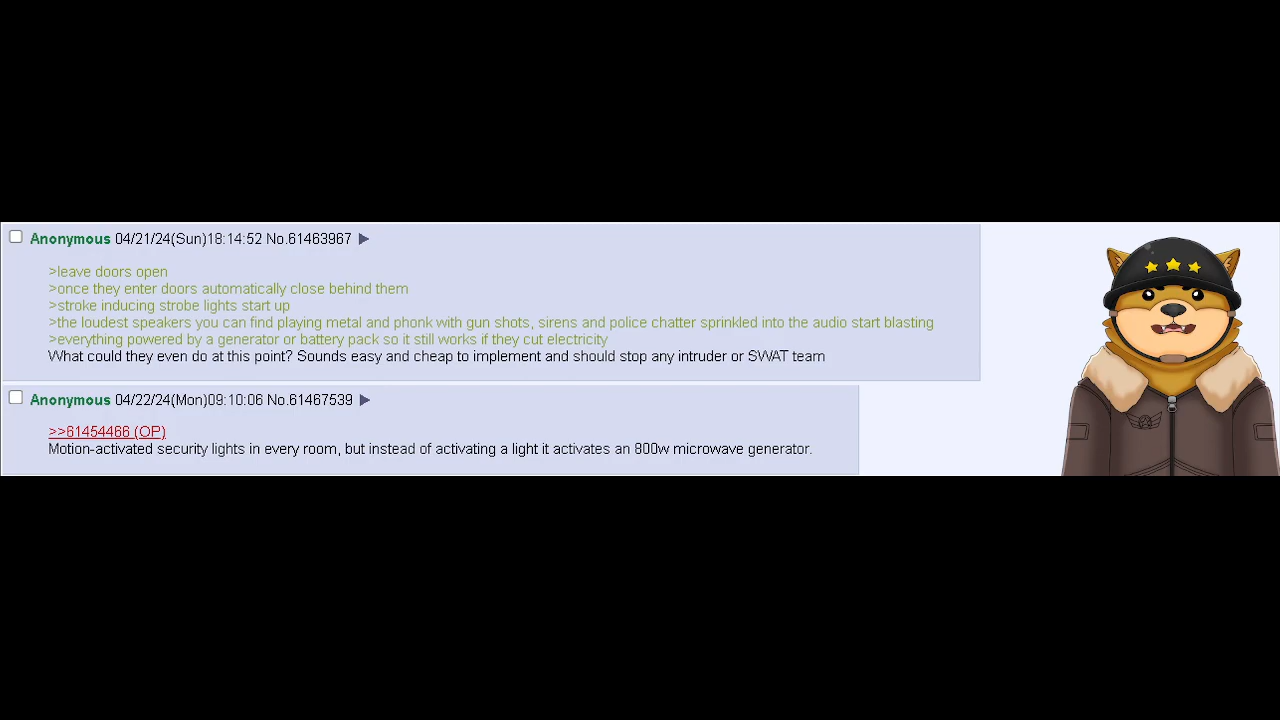 Anonymous 04/21/24(Sun)18:14:52 No.61463967 ▶
>leave doors open
>once they enter doors automatically close behind them
>stroke inducing strobe lights start up
>the loudest speakers you can find playing metal and phonk with gun shots, sirens and police chatter sprinkled into the audio start blasting
>everything powered by a generator or battery pack so it still works if they cut electricity
What could they even do at this point? Sounds easy and cheap to implement and should stop any intruder or SWAT team
Anonymous 04/22/24(Mon)09:10:06 No.61467539 ▶
>>61454466 (OP)
Motion-activated security lights in every room, but instead of activating a light it activates an 800w microwave generator.